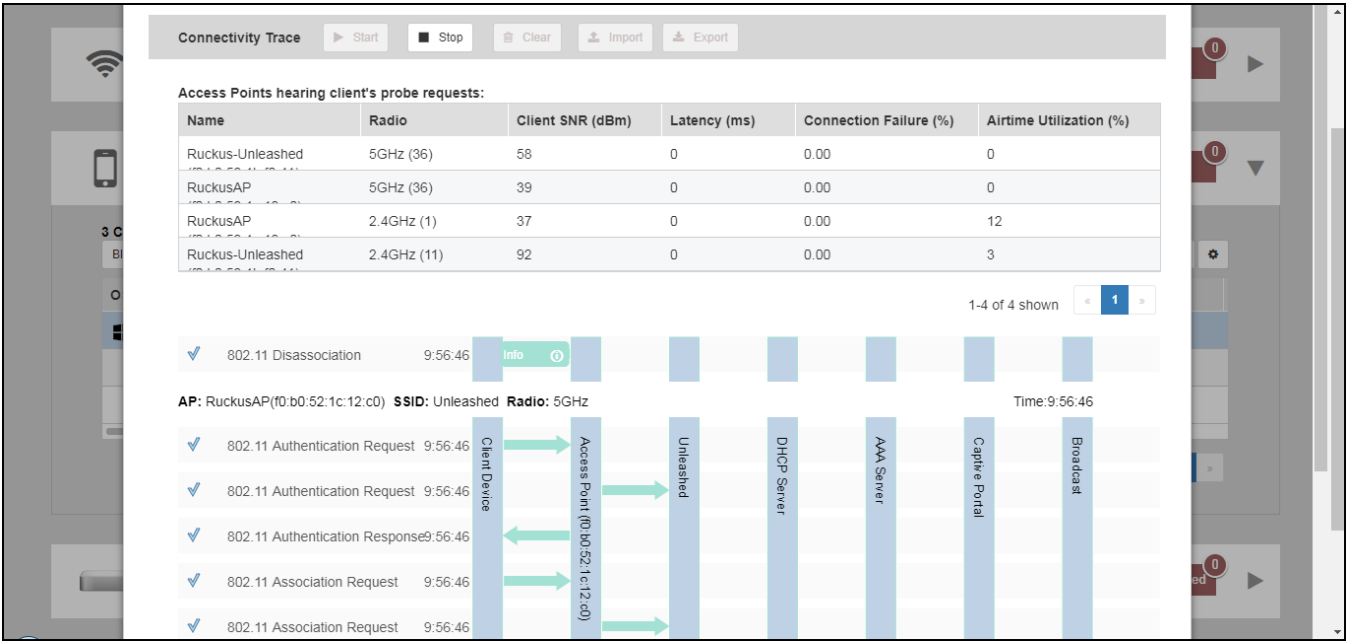 Connectivity Trace Start Stop Clear Import Export
0
Access Points hearing client's probe requests:
Name Radio Client SNR (dBm) Latency (ms) Connection Failure (%) Airtime Utilization (%)
Ruckus-Unleashed 5GHz (36) 58 0 0.00 0
0
RuckusAP 5GHz (36) 39 0 0.00 0
RuckusAP 2.4GHz (1) 37 0 0.00 12
3 C
Ruckus-Unleashed 2.4GHz (11) 92 0 0.00 3
Bl
O
1-4 of 4 shown « 1 »
802.11 Disassociation 9:56:46 Info
AP: RuckusAP(f0:b0:52:1c:12:c0) SSID: Unleashed Radio: 5GHz Time:9:56:46
802.11 Authentication Request 9:56:46
802.11 Authentication Request 9:56:46
802.11 Authentication Response9:56:46
802.11 Association Request 9:56:46
802.11 Association Request 9:56:46
Client Device
Access Point (f0:b0:52:1c:12:c0)
Unleashed
DHCP Server
AAA Server
Captive Portal
Broadcast
»
0
ed